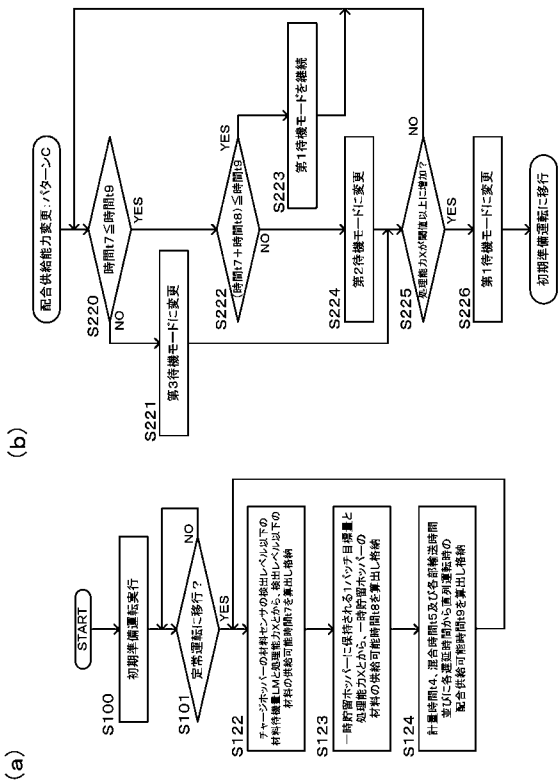 (a)
START
S100
初期準備運転実行
S101
定常運転に移行？
NO
YES
S122
チャージホッパーの材料センサの検出レベル以下の
材料待機量LMと処理能力Xとから、検出レベル以下の
材料の供給可能時間t7を算出し格納
S123
一時貯留ホッパーに保持される1バッチ目標量と
処理能力Xとから、一時貯留ホッパーの
材料の供給可能時間t8を算出し格納
S124
計量時間t4、混合時間t5及び各部輸送時間
並びに各遅延時間から直列運転時の
配合供給可能時間t9を算出し格納
(b)
配合供給能力変更：パターンC
S220
時間t7≦時間t9
NO
YES
S221
第3待機モードに変更
S222
(時間t7＋時間t8)≦時間t9
YES
NO
S223
第1待機モードを継続
S224
第2待機モードに変更
S225
処理能力Xが閾値以上に増加？
NO
YES
S226
第1待機モードに変更
初期準備運転に移行